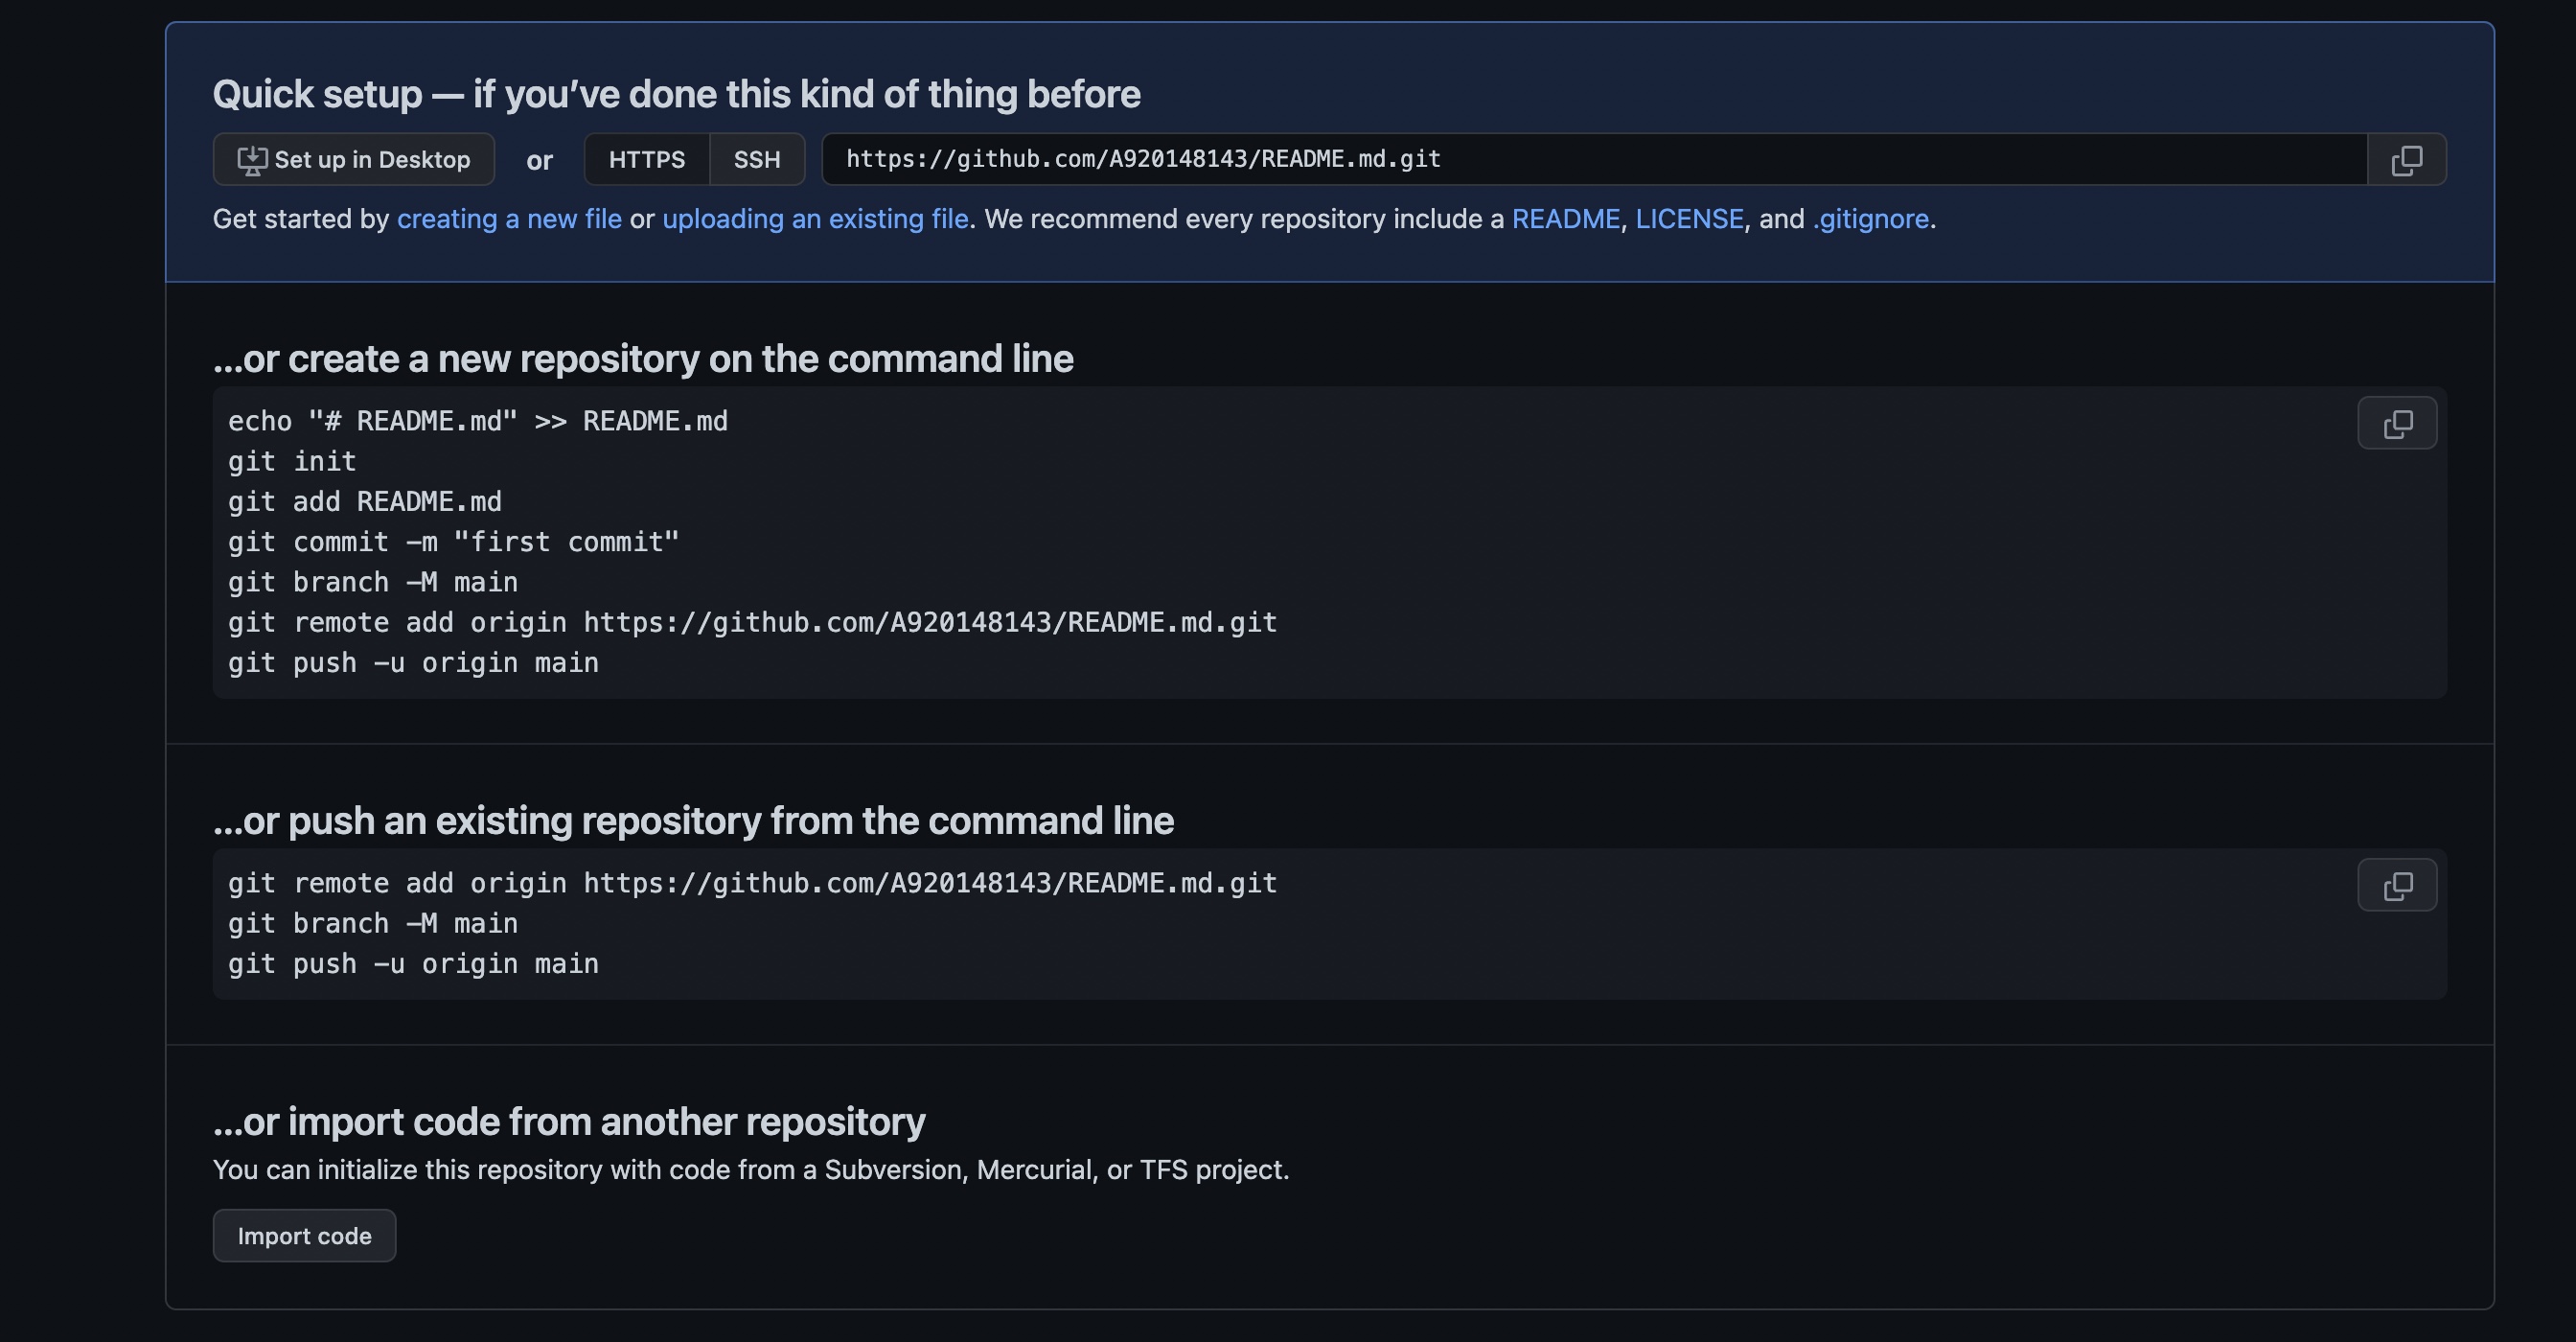 Quick setup — if you’ve done this kind of thing before
Set up in Desktop or HTTPS SSH https://github.com/A920148143/README.md.git
Get started by creating a new file or uploading an existing file. We recommend every repository include a README, LICENSE, and .gitignore.
…or create a new repository on the command line
echo "# README.md" >> README.md
git init
git add README.md
git commit -m "first commit"
git branch -M main
git remote add origin https://github.com/A920148143/README.md.git
git push -u origin main
…or push an existing repository from the command line
git remote add origin https://github.com/A920148143/README.md.git
git branch -M main
git push -u origin main
…or import code from another repository
You can initialize this repository with code from a Subversion, Mercurial, or TFS project.
Import code